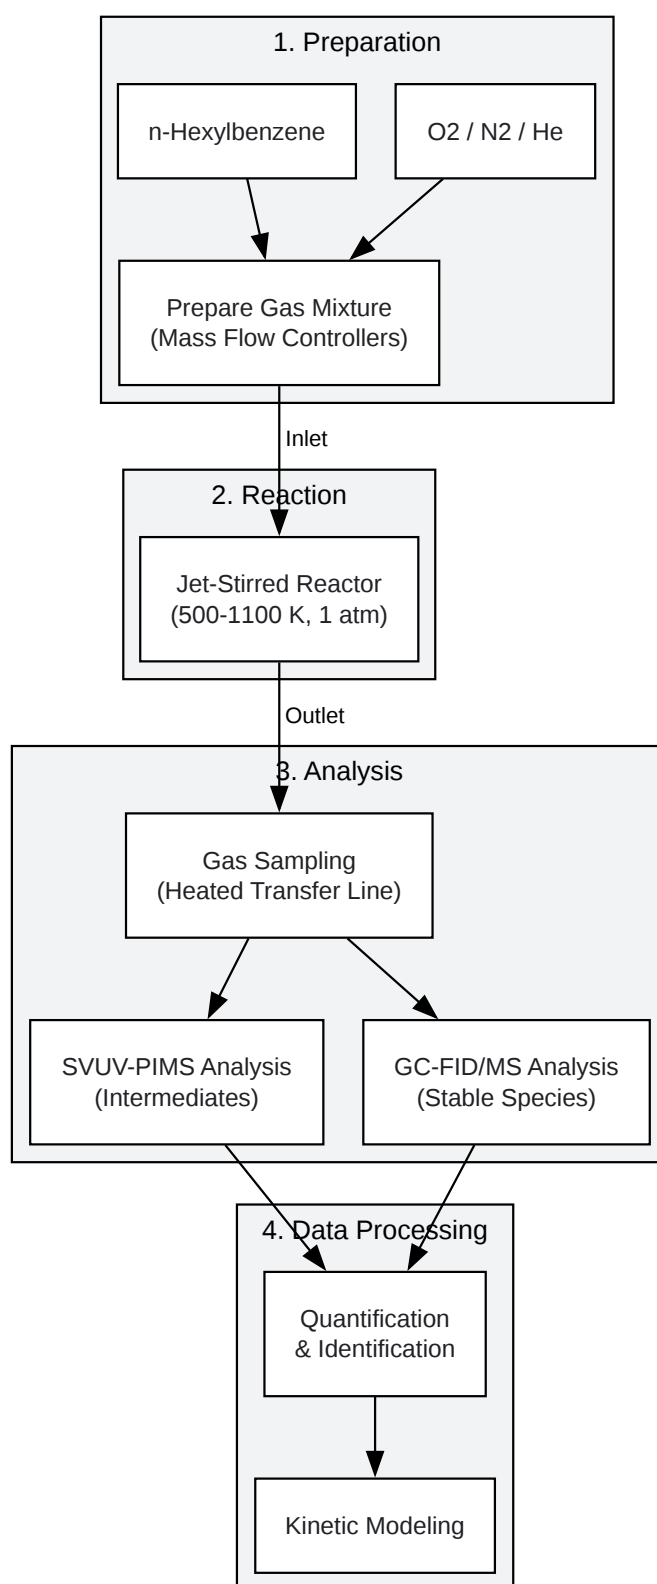 1. Preparation
n-Hexylbenzene
O2 / N2 / He
Prepare Gas Mixture
(Mass Flow Controllers)
Inlet
2. Reaction
Jet-Stirred Reactor
(500-1100 K, 1 atm)
Outlet
3. Analysis
Gas Sampling
(Heated Transfer Line)
SVUV-PIMS Analysis
(Intermediates)
GC-FID/MS Analysis
(Stable Species)
4. Data Processing
Quantification
& Identification
Kinetic Modeling